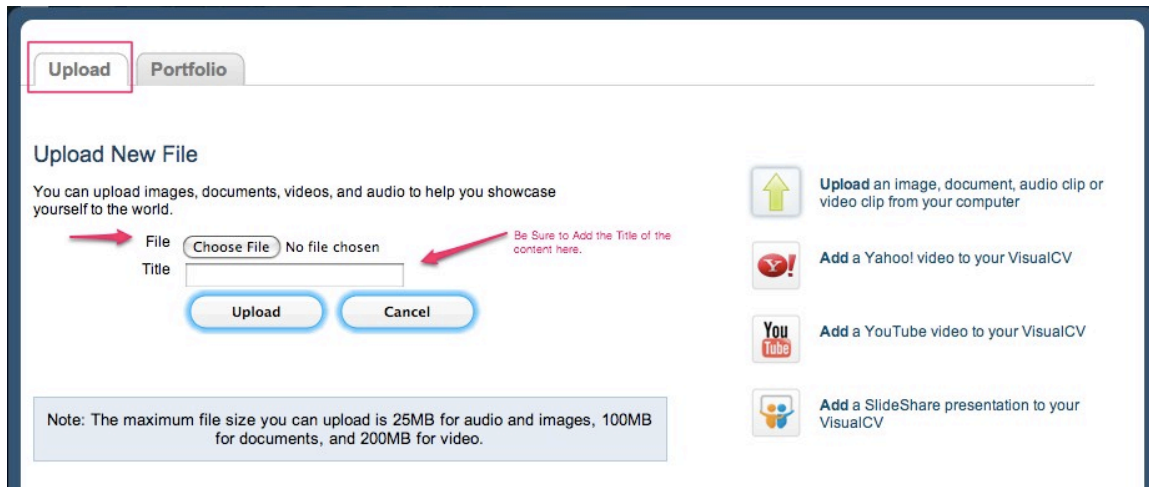 Upload
Portfolio
Upload New File
You can upload images, documents, videos, and audio to help you showcase
yourself to the world.
File
Choose File
No file chosen
Be Sure to Add the Title of the
content here.
Title
Upload
Cancel
Note: The maximum file size you can upload is 25MB for audio and images, 100MB
for documents, and 200MB for video.
Upload an image, document, audio clip or
video clip from your computer
Y!
Add a Yahoo! video to your VisualCV
You
Tube
Add a YouTube video to your VisualCV
Add a SlideShare presentation to your
VisualCV